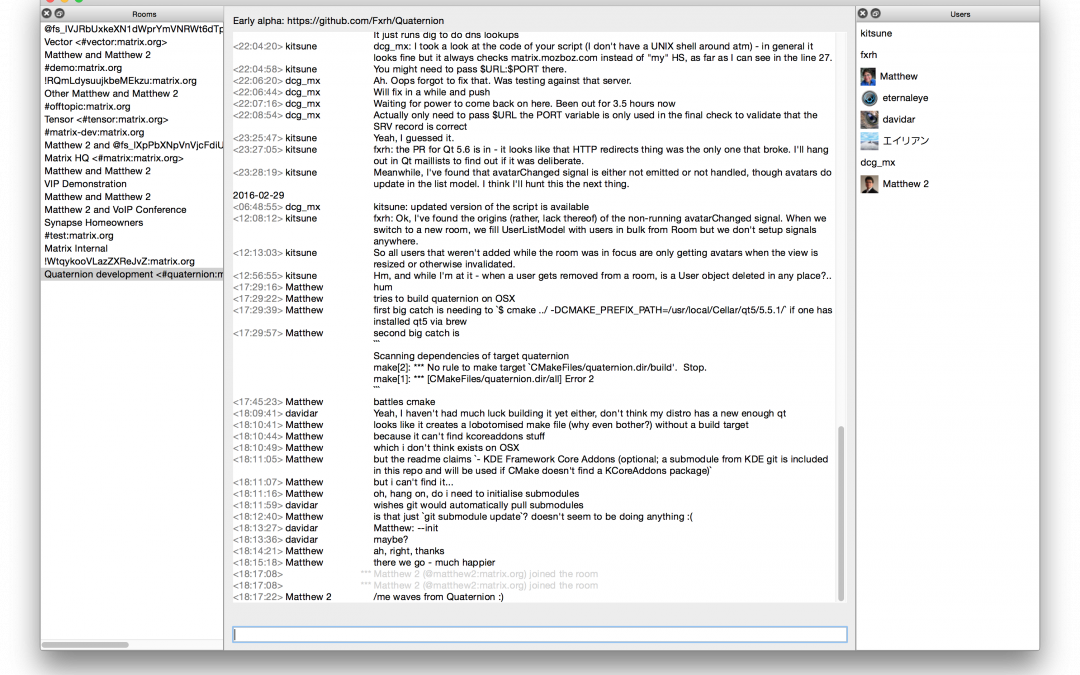 Rooms
@fs_IVJRbUxkeXN1dWprYmVNRWt6dTp
Vector <#vector:matrix.org>
Matthew and Matthew 2
#demo:matrix.org
!RQmLdysuujkbeMEkzu:matrix.org
Other Matthew and Matthew 2
#offtopic:matrix.org
Tensor <#tensor:matrix.org>
#matrix-dev:matrix.org
Matthew 2 and @fs_IXpPbXNpVnVjcFdiU
Matrix HQ <#matrix:matrix.org>
Matthew and Matthew 2
VIP Demonstration
Matthew and Matthew 2
Matthew 2 and VoIP Conference
Synapse Homeowners
#test:matrix.org
Matrix Internal
!WtqykooVLazZXReJvZ:matrix.org
Quaternion development <#quaternion:m
Early alpha: https://github.com/Fxrh/Quaternion
It just runs dig to do dns lookups
<22:04:20> kitsune dcg_mx: I took a look at the code of your script (I don't have a UNIX shell around atm) - in general it
looks fine but it always checks matrix.mozboz.com instead of "my" HS, as far as I can see in the line 27.
<22:04:58> kitsune You might need to pass $URL:$PORT there.
<22:06:20> dcg_mx Ah. Oops forgot to fix that. Was testing against that server.
<22:06:44> dcg_mx Will fix in a while and push
<22:07:16> dcg_mx Waiting for power to come back on here. Been out for 3.5 hours now
<22:08:54> dcg_mx Actually only need to pass $URL the PORT variable is only used in the final check to validate that the
SRV record is correct
<23:25:47> kitsune Yeah, I guessed it.
<23:27:05> kitsune fxrh: the PR for Qt 5.6 is in - it looks like that HTTP redirects thing was the only one that broke. I'll hang
out in Qt maillists to find out if it was deliberate.
<23:28:19> kitsune Meanwhile, I've found that avatarChanged signal is either not emitted or not handled, though avatars do
update in the list model. I think I'll hunt this the next thing.
2016-02-29
<06:48:55> dcg_mx kitsune: updated version of the script is available
<12:08:12> kitsune fxrh: Ok, I've found the origins (rather, lack thereof) of the non-running avatarChanged signal. When we
switch to a new room, we fill UserListModel with users in bulk from Room but we don't setup signals
anywhere.
<12:13:03> kitsune So all users that weren't added while the room was in focus are only getting avatars when the view is
resized or otherwise invalidated.
<12:56:55> kitsune Hm, and while I'm at it - when a user gets removed from a room, is a User object deleted in any place?..
<17:29:16> Matthew hum
<17:29:22> Matthew tries to build quaternion on OSX
<17:29:39> Matthew first big catch is needing to `$ cmake ../ -DCMAKE_PREFIX_PATH=/usr/local/Cellar/qt5/5.5.1/` if one has
installed qt5 via brew
<17:29:57> Matthew second big catch is
```
Scanning dependencies of target quaternion
make[2]: *** No rule to make target `CMakeFiles/quaternion.dir/build'. Stop.
make[1]: *** [CMakeFiles/quaternion.dir/all] Error 2
```
<17:45:23> Matthew battles cmake
<18:09:41> davidar Yeah, I haven't had much luck building it yet either, don't think my distro has a new enough qt
<18:10:41> Matthew looks like it creates a lobotomised make file (why even bother?) without a build target
<18:10:44> Matthew because it can't find kcoreaddons stuff
<18:10:49> Matthew which i don't think exists on OSX
<18:11:05> Matthew but the readme claims `- KDE Framework Core Addons (optional; a submodule from KDE git is included
in this repo and will be used if CMake doesn't find a KCoreAddons package)`
<18:11:07> Matthew but i can't find it...
<18:11:16> Matthew oh, hang on, do i need to initialise submodules
<18:11:59> davidar wishes git would automatically pull submodules
<18:12:40> Matthew is that just `git submodule update`? doesn't seem to be doing anything :(
<18:13:27> davidar Matthew: --init
<18:13:36> davidar maybe?
<18:14:21> Matthew ah, right, thanks
<18:15:18> Matthew there we go - much happier
<18:17:08> *** Matthew 2 (@matthew2:matrix.org) joined the room
<18:17:08> *** Matthew 2 (@matthew2:matrix.org) joined the room
<18:17:22> Matthew 2 /me waves from Quaternion :)
Users
kitsune
fxrh
Matthew
eternaleye
davidar
エイリアン
dcg_mx
Matthew 2